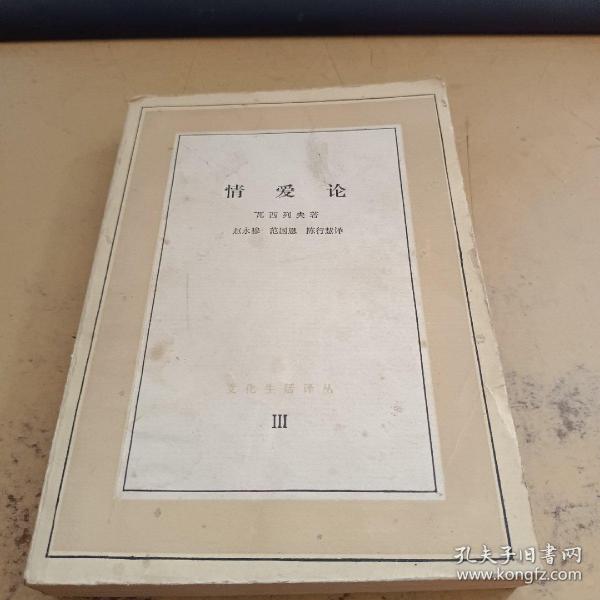 情爱论
瓦西列夫著
赵永穆 范国恩 陈行慧译
文化生活译丛
III
孔夫子旧書网
www.kongfz.com